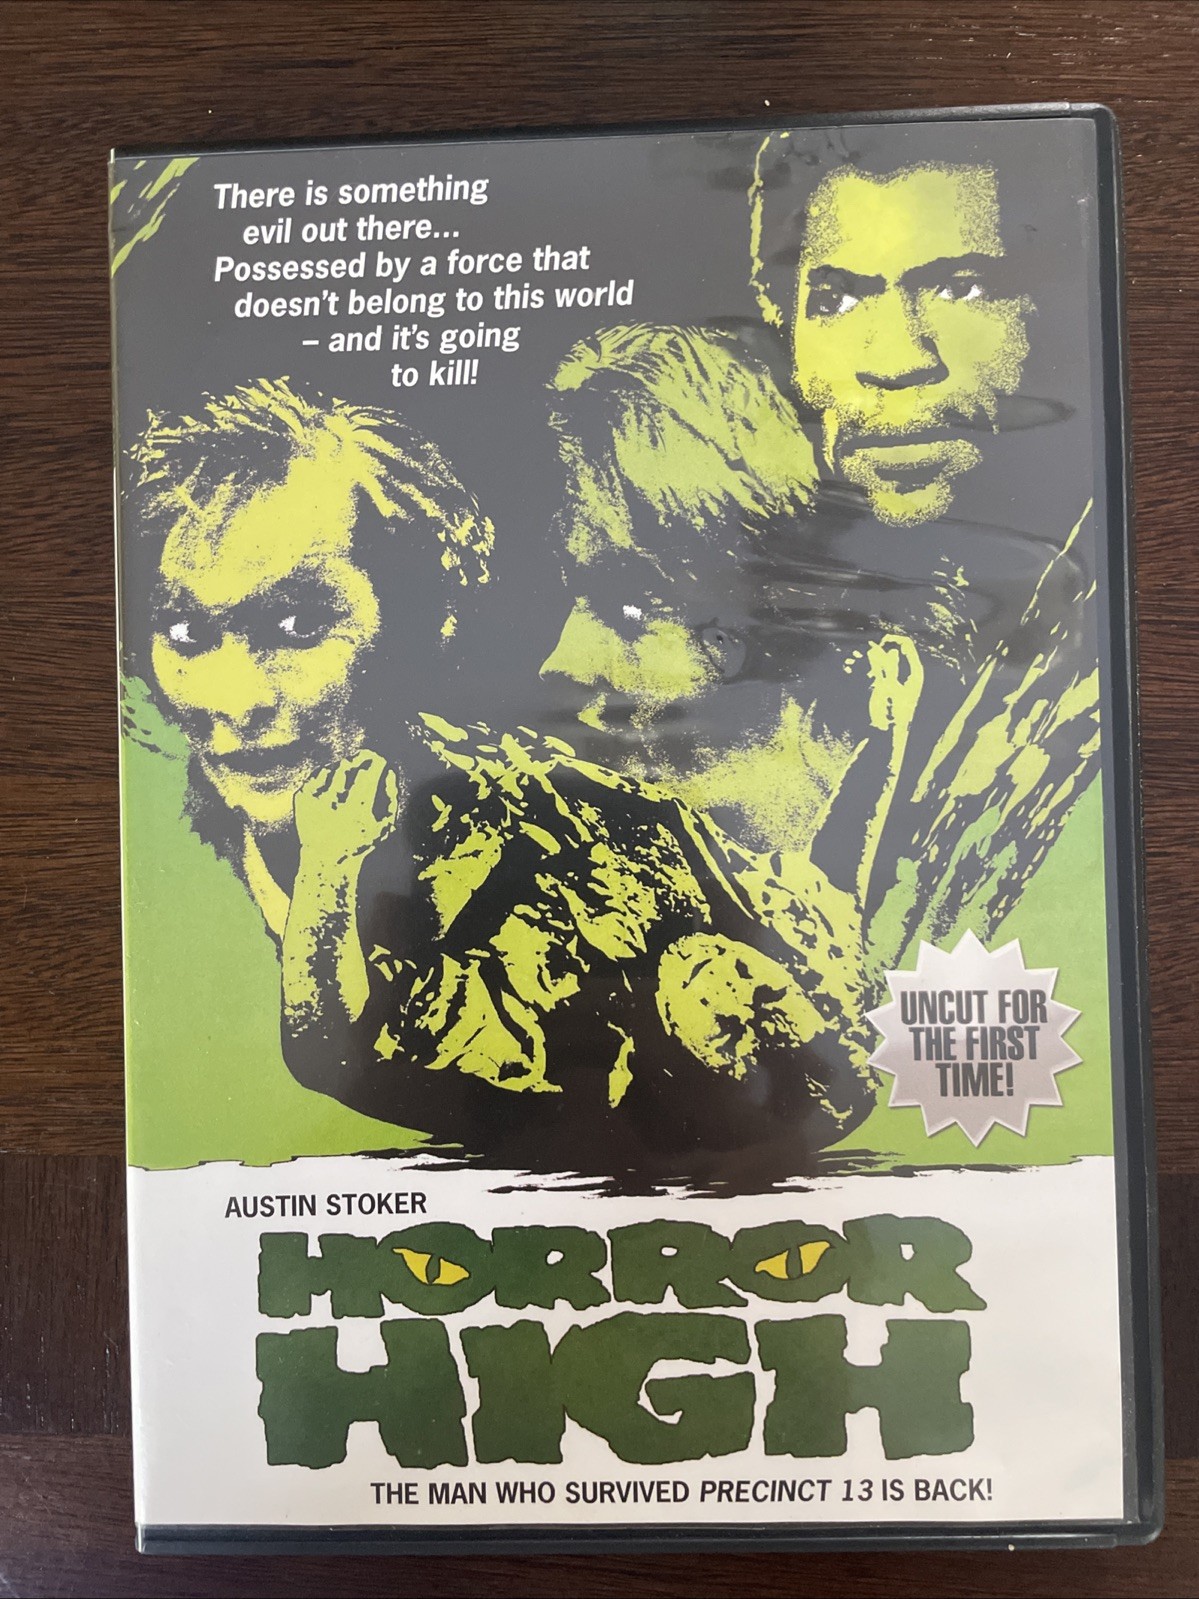 There is something
evil out there...
Possessed by a force that
doesn't belong to this world
– and it's going
to kill!
UNCUT FOR
THE FIRST
TIME!
AUSTIN STOKER
HORROR
HIGH
THE MAN WHO SURVIVED PRECINCT 13 IS BACK!